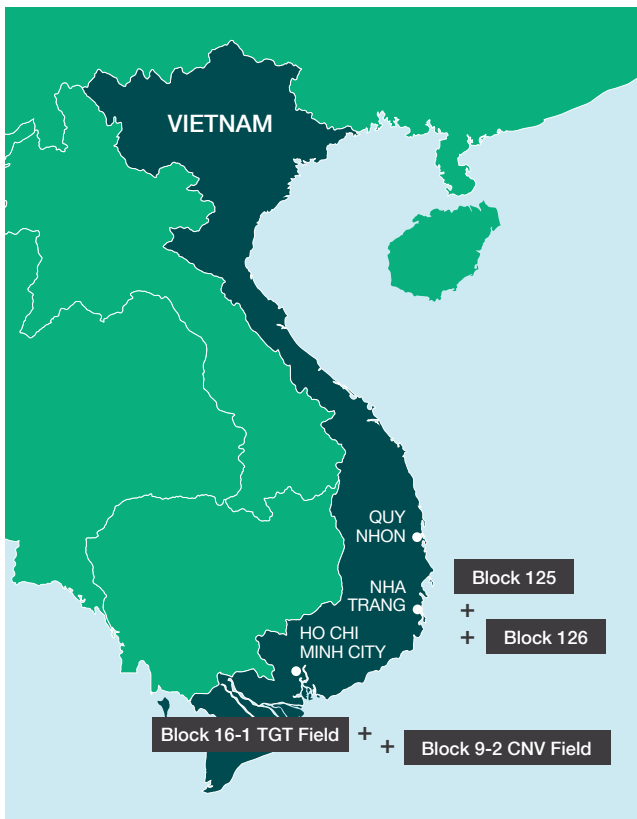 VIETNAM
QUY
NHON
Block 125
NHA
TRANG
+
+
Block 126
HO CHI
MINH CITY
Block 16-1 TGT Field
+
+
Block 9-2 CNV Field